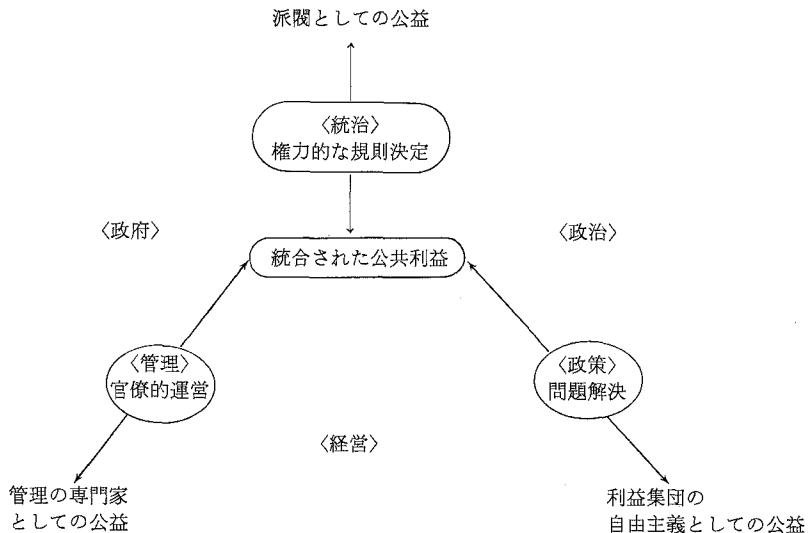 派閥としての公益
〈統治〉
権力的な規則決定
〈政府〉
〈政治〉
統合された公共利益
〈管理〉
官僚的運営
〈政策〉
問題解決
〈経営〉
管理の専門家
としての公益
利益集団の
自由主義としての公益